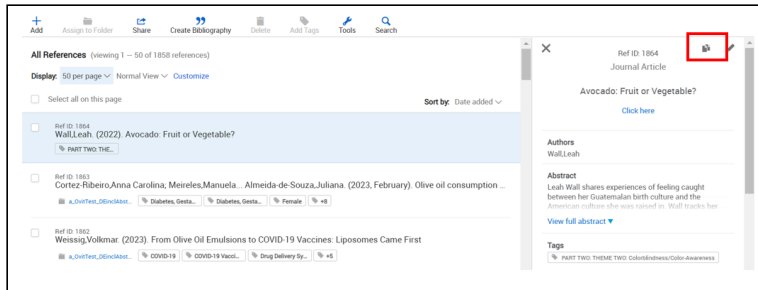 Add
Assign to Folder
Share
Create Bibliography
Delete
Add Tags
Tools
Search
All References (viewing 1 – 50 of 1858 references)
Display: 50 per page Normal View Customize
Select all on this page
Sort by: Date added
Ref ID: 1864
Wall,Leah. (2022). Avocado: Fruit or Vegetable?
PART TWO: THE...
Ref ID: 1863
Cortez-Ribeiro,Anna Carolina; Meireles,Manuela... Almeida-de-Souza,Juliana. (2023, February). Olive oil consumption ...
a_OvitTest_DEinclAbst.. Diabetes, Gesta... Diabetes, Gesta... Female +8
Ref ID: 1862
Weissig,Volkmar. (2023). From Olive Oil Emulsions to COVID-19 Vaccines: Liposomes Came First
a_OvitTest_DEinclAbst.. COVID-19 COVID-19 Vacci... Drug Delivery Sy... +5
Ref ID: 1864
Journal Article
Avocado: Fruit or Vegetable?
Click here
Authors
Wall,Leah
Abstract
Leah Wall shares experiences of feeling caught
between her Guatemalan birth culture and the
American culture she was raised in. Wall tracks her
View full abstract
Tags
PART TWO: THEME TWO: Colorblindness/Color-Awareness